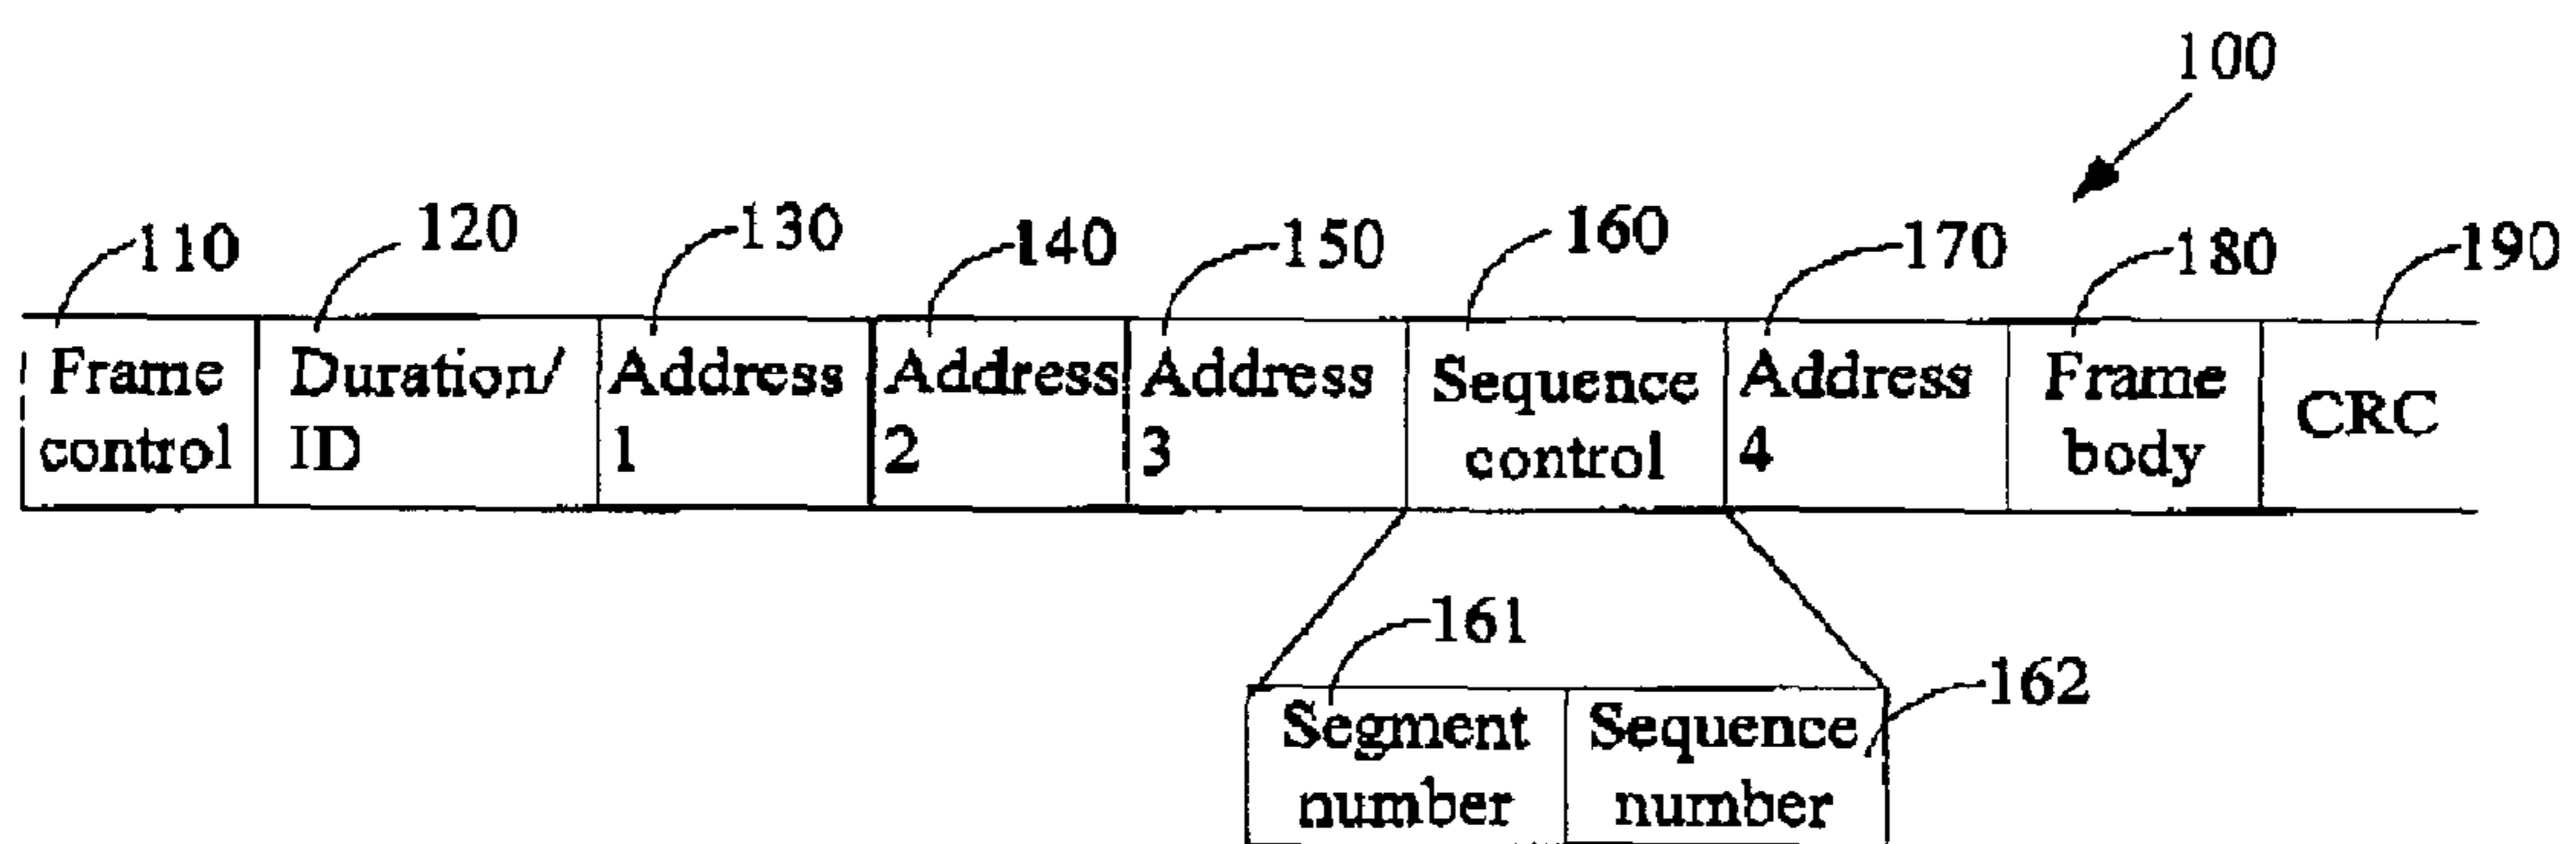 100
110 120 130 140 150 160 170 180 190
Frame control Duration/ ID Address 1 Address 2 Address 3 Sequence control Address 4 Frame body CRC
161
162
Segment number Sequence number